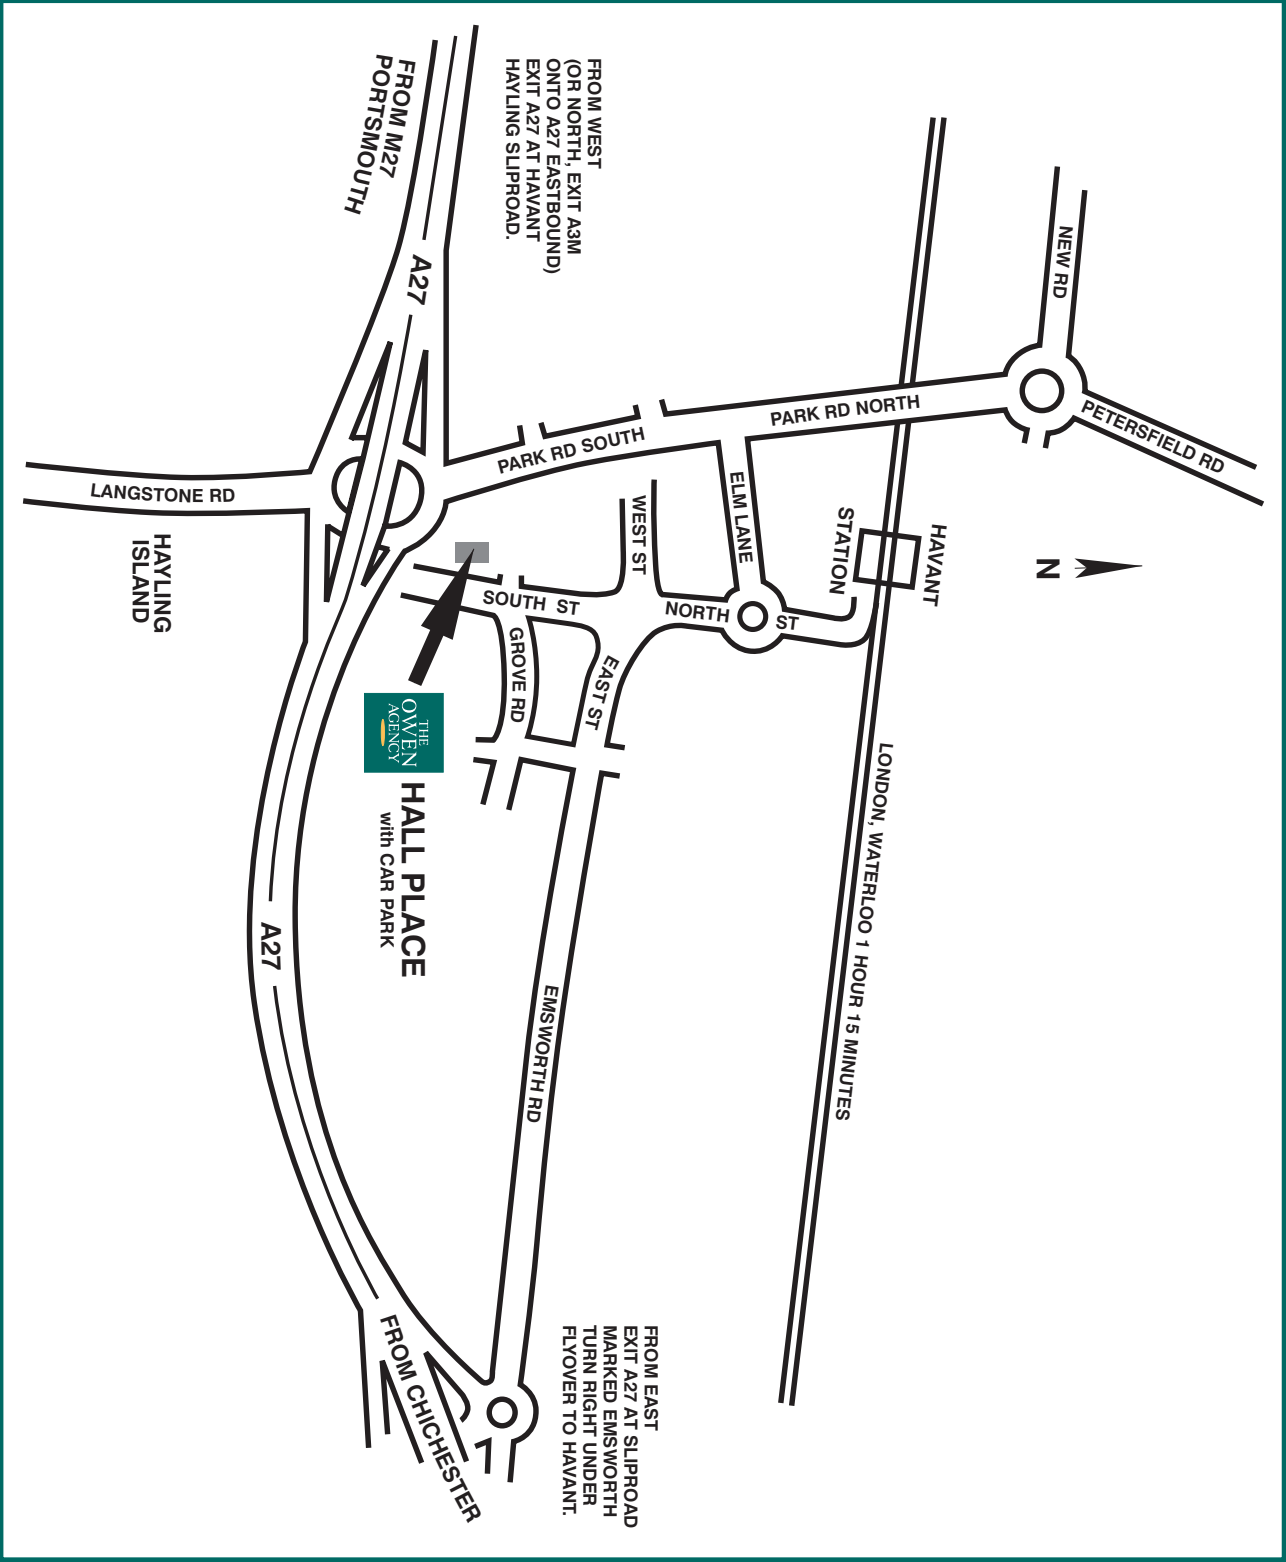 FROM WEST
(OR NORTH, EXIT A3M
ONTO A27 EASTBOUND)
EXIT A27 AT HAVANT
HAYLING SLIPROAD.
FROM M27
PORTSMOUTH
A27
NEW RD
PETERSFIELD RD
PARK RD NORTH
PARK RD SOUTH
LANGSTONE RD
HAYLING
ISLAND
ELM LANE
WEST ST
HAVANT
STATION
N
NORTH ST
SOUTH ST
GROVE RD
EAST ST
THE
OWEN
AGENCY
HALL PLACE
with CAR PARK
LONDON, WATERLOO 1 HOUR 15 MINUTES
A27
EMSWORTH RD
FROM CHICHESTER
FROM EAST
EXIT A27 AT SLIPROAD
MARKED EMSWORTH
TURN RIGHT UNDER
FLYOVER TO HAVANT.